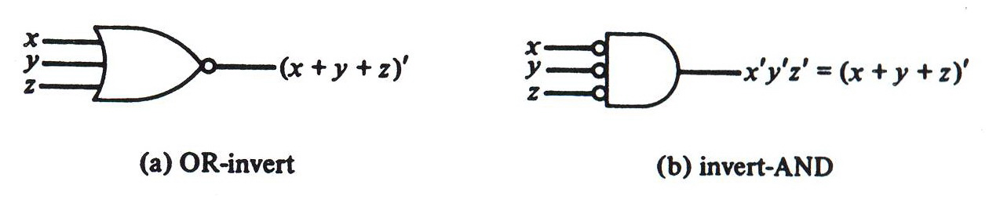 x
y
z
(x + y + z)′
(a) OR-invert
x
y
z
x′y′z′ = (x + y + z)′
(b) invert-AND